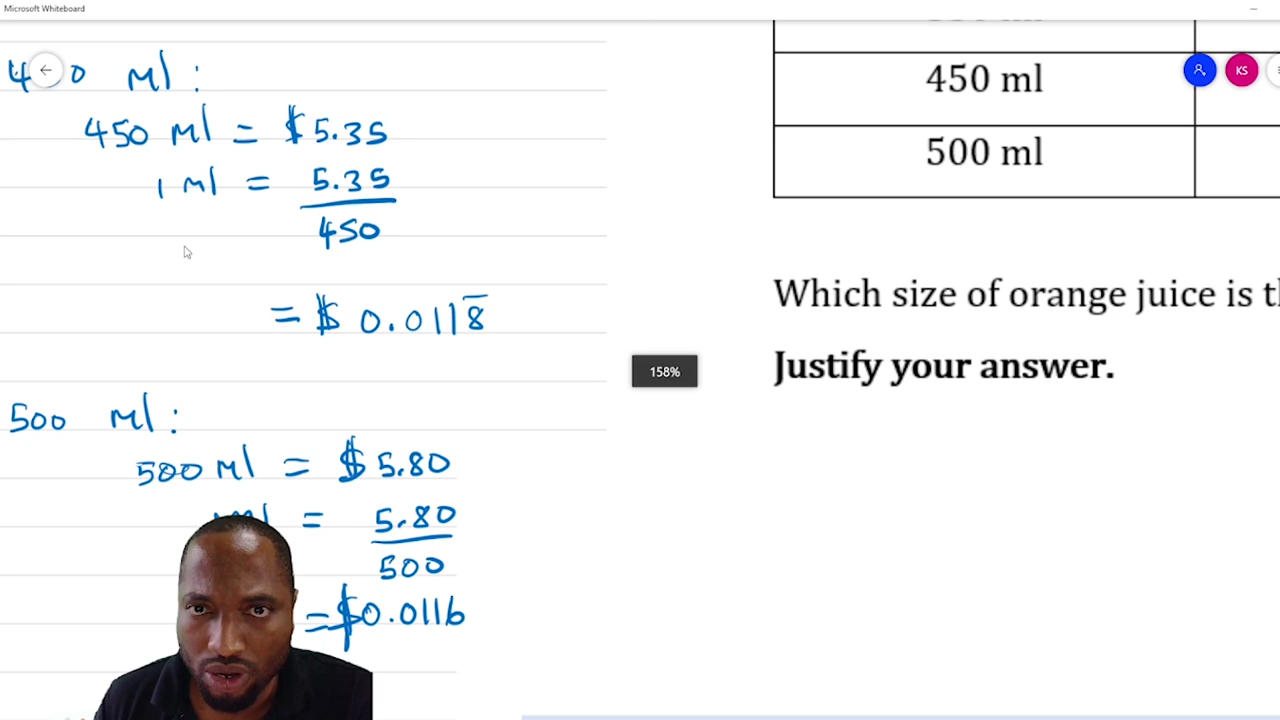 Microsoft Whiteboard
ml :
450 ml = $ 5.35
1 ml = 5.35
450
= $ 0.0118̅
500 ml :
500 ml = $ 5.80
= 5.80
500
= $0.0116
450 ml
500 ml
KS
Which size of orange juice is
Justify your answer.
158%